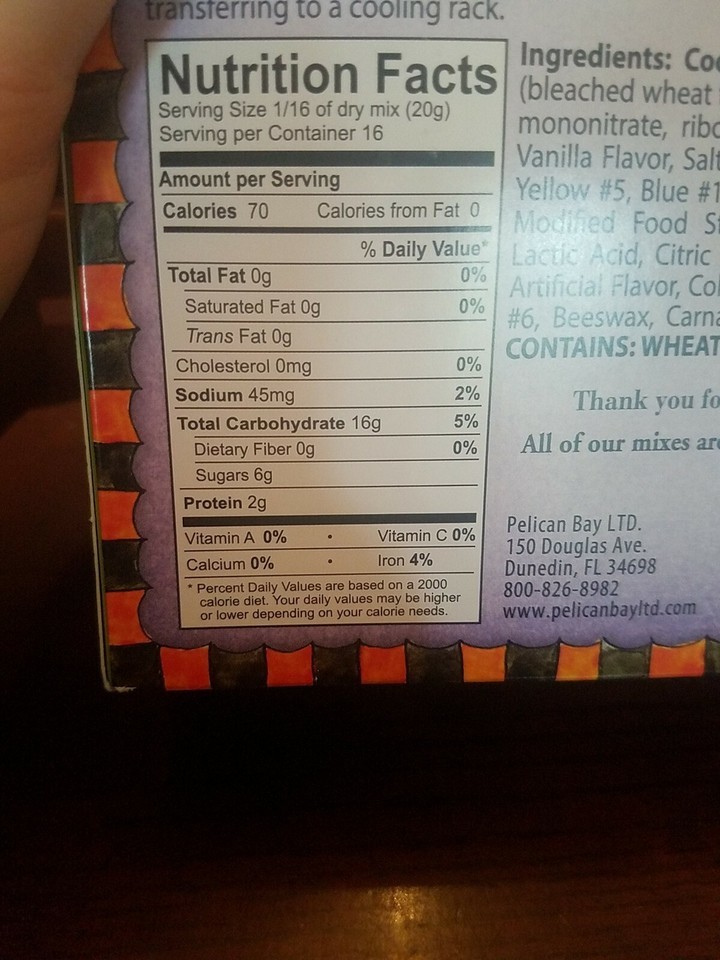 transferring to a cooling rack.
Nutrition Facts
Serving Size 1/16 of dry mix (20g)
Serving per Container 16
Amount per Serving
Calories 70 Calories from Fat 0
% Daily Value*
Total Fat 0g 0%
Saturated Fat 0g 0%
Trans Fat 0g
Cholesterol 0mg 0%
Sodium 45mg 2%
Total Carbohydrate 16g 5%
Dietary Fiber 0g 0%
Sugars 6g
Protein 2g
Vitamin A 0% • Vitamin C 0%
Calcium 0% • Iron 4%
* Percent Daily Values are based on a 2000
calorie diet. Your daily values may be higher
or lower depending on your calorie needs.
Ingredients:
(bleached wheat
mononitrate,
Vanilla Flavor,
Yellow #5, Blue #1
Modified Food
Lactic Acid, Citric
Artificial Flavor,
#6, Beeswax,
CONTAINS: WHEAT
Thank you
All of our mixes
Pelican Bay LTD.
150 Douglas Ave.
Dunedin, FL 34698
800-826-8982
www.pelicanbayltd.com